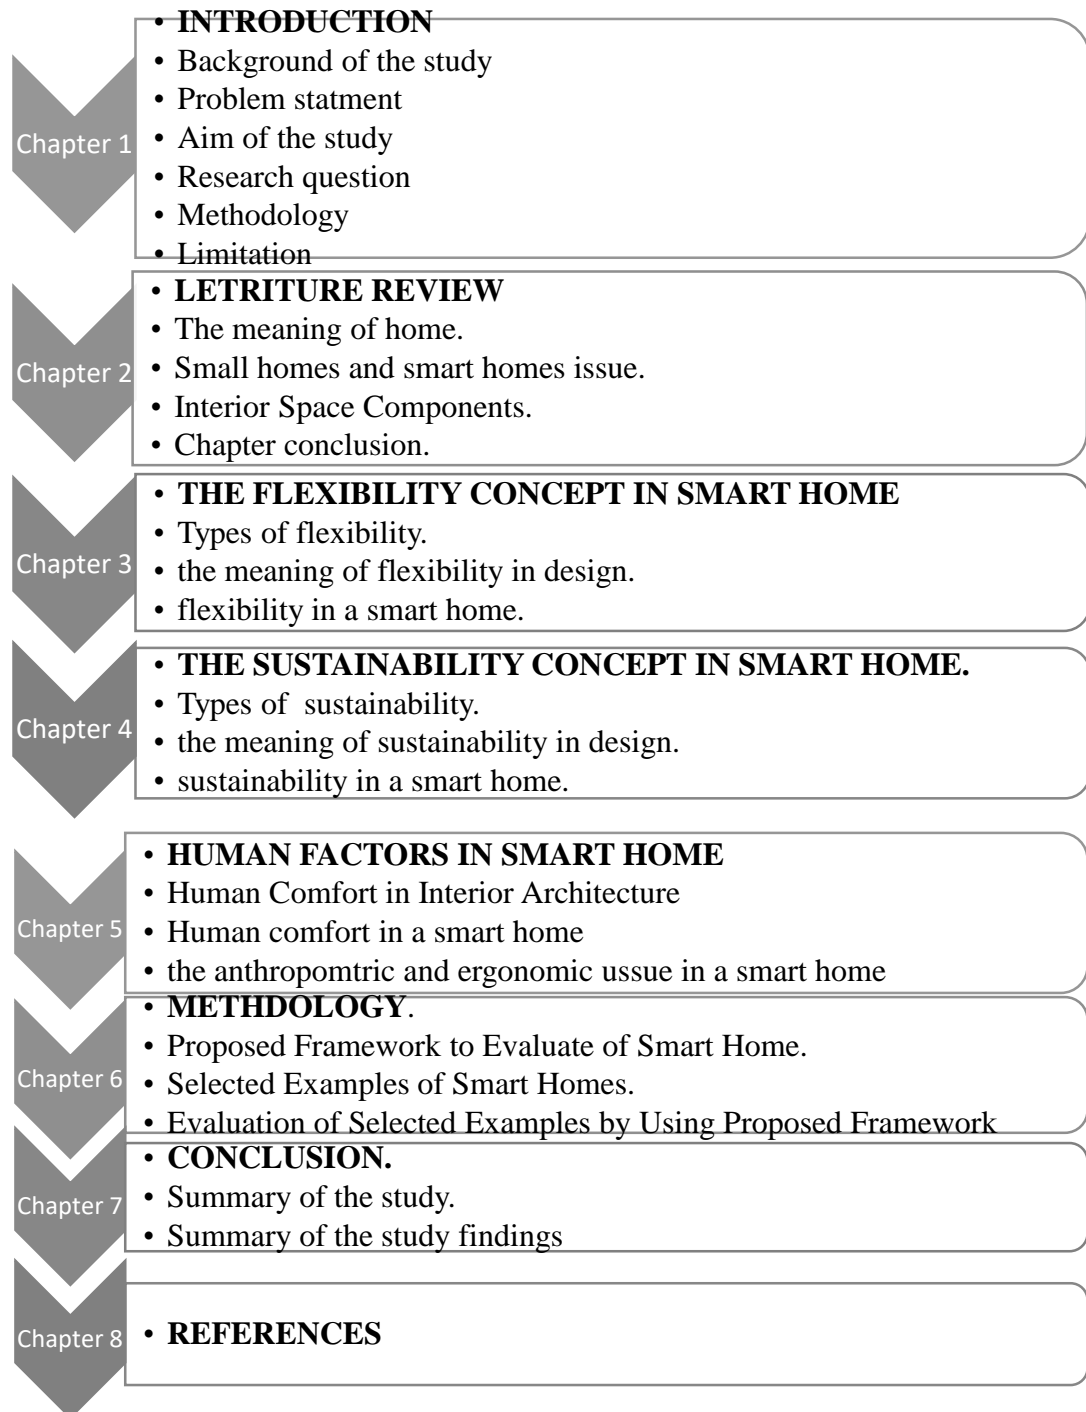 Chapter 1
• INTRODUCTION
• Background of the study
• Problem statment
• Aim of the study
• Research question
• Methodology
• Limitation
Chapter 2
• LETRITURE REVIEW
• The meaning of home.
• Small homes and smart homes issue.
• Interior Space Components.
• Chapter conclusion.
Chapter 3
• THE FLEXIBILITY CONCEPT IN SMART HOME
• Types of flexibility.
• the meaning of flexibility in design.
• flexibility in a smart home.
Chapter 4
• THE SUSTAINABILITY CONCEPT IN SMART HOME.
• Types of sustainability.
• the meaning of sustainability in design.
• sustainability in a smart home.
Chapter 5
• HUMAN FACTORS IN SMART HOME
• Human Comfort in Interior Architecture
• Human comfort in a smart home
• the anthropomtric and ergonomic ussue in a smart home
Chapter 6
• METHDOLOGY.
• Proposed Framework to Evaluate of Smart Home.
• Selected Examples of Smart Homes.
• Evaluation of Selected Examples by Using Proposed Framework
Chapter 7
• CONCLUSION.
• Summary of the study.
• Summary of the study findings
Chapter 8
• REFERENCES